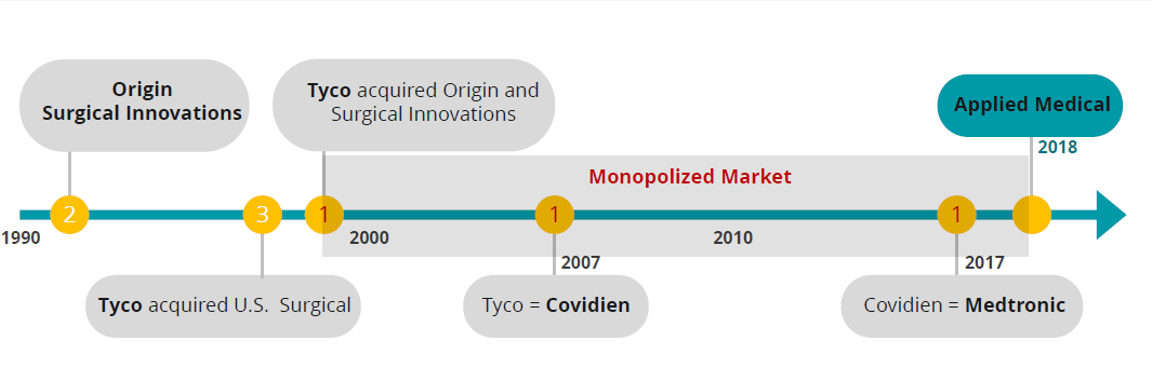 Origin
Surgical Innovations
Tyco acquired Origin and
Surgical Innovations
Applied Medical
2018
Monopolized Market
2
3
1
1
1
1990
2000
2010
2007
2017
Tyco acquired U.S.  Surgical
Tyco = Covidien
Covidien = Medtronic